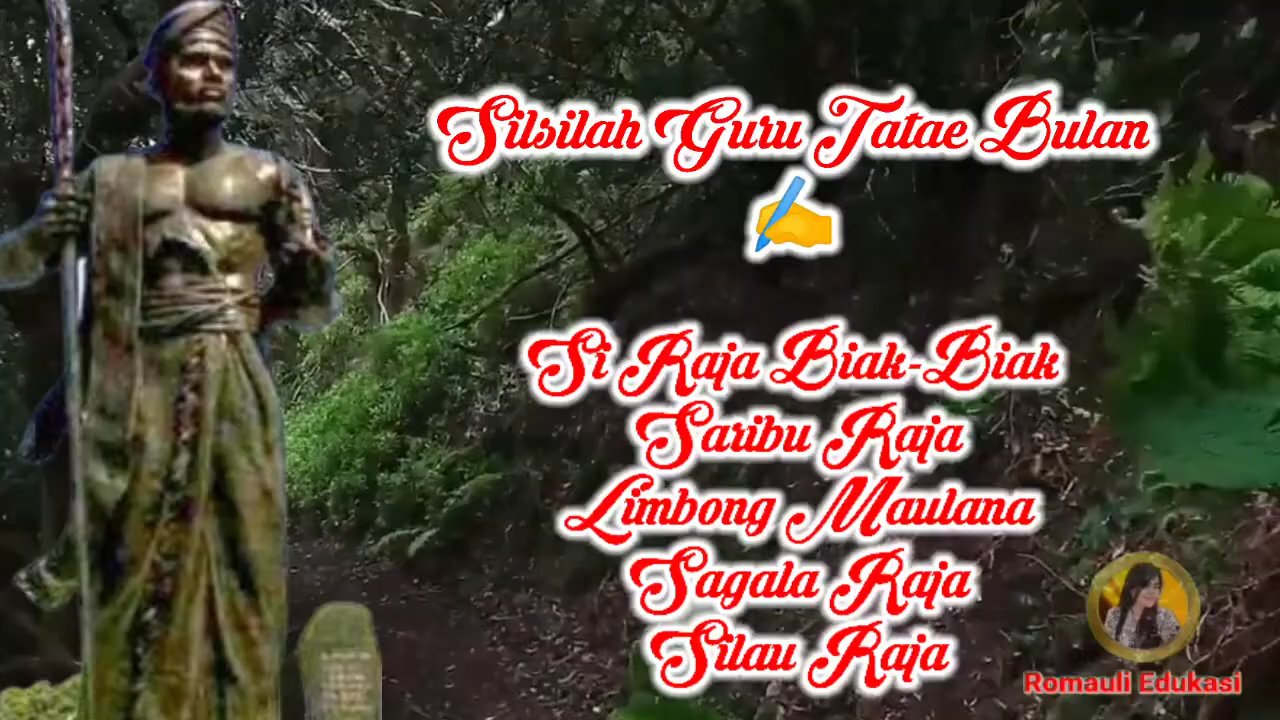 Silsilah Guru Tatae Bulan
Si Raja Biak-Biak
Saribu Raja
Limbong Maulana
Sagala Raja
Silau Raja
Romauli Edukasi